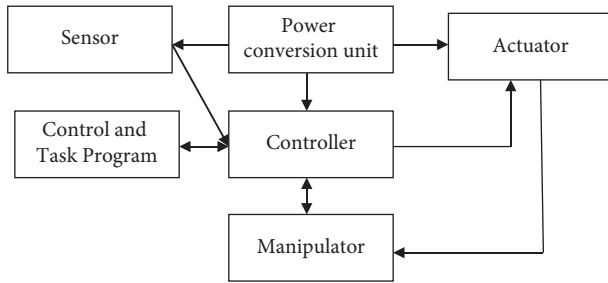 Sensor
Power
conversion unit
Actuator
Control and
Task Program
Controller
Manipulator